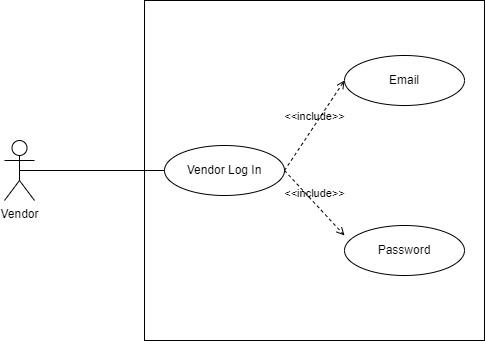 Email
<<include>>
Vendor Log In
<<include>>
Vendor
Password